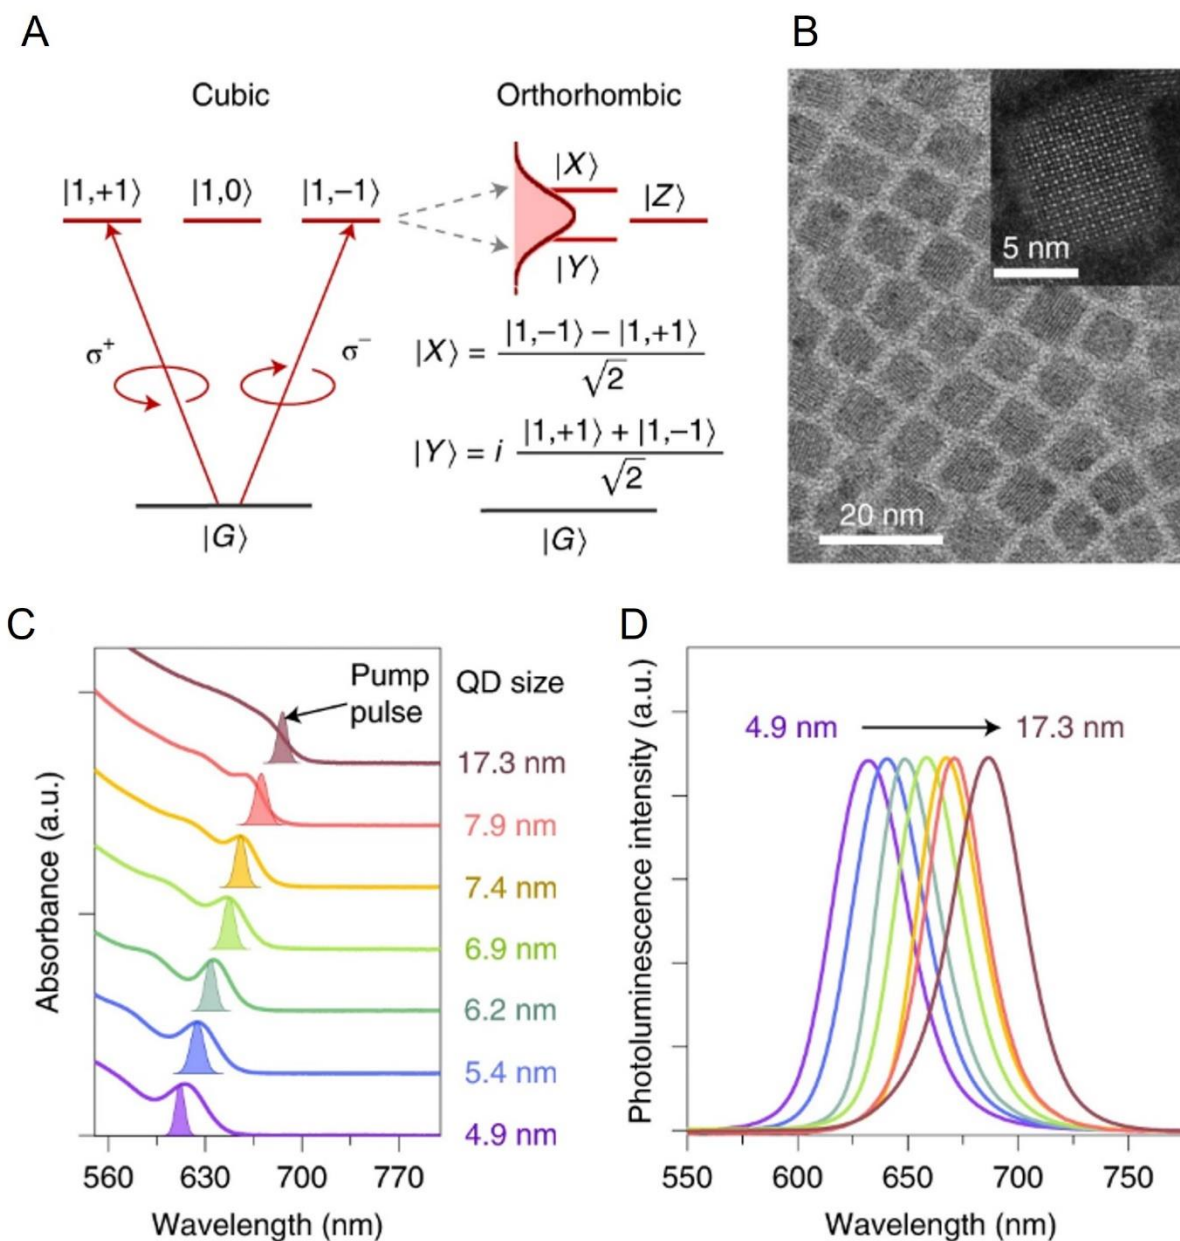 A
Cubic
Orthorhombic
|1,+1⟩
|1,0⟩
|1,−1⟩
|X⟩
|Z⟩
|Y⟩
σ⁺
σ⁻
|X⟩ = |1,−1⟩ − |1,+1⟩ / √2
|Y⟩ = i |1,+1⟩ + |1,−1⟩ / √2
|G⟩
|G⟩
B
5 nm
20 nm
C
Absorbance (a.u.)
Pump
pulse
QD size
17.3 nm
7.9 nm
7.4 nm
6.9 nm
6.2 nm
5.4 nm
4.9 nm
560 630 700 770
Wavelength (nm)
D
Photoluminescence intensity (a.u.)
4.9 nm 17.3 nm
550 600 650 700 750
Wavelength (nm)